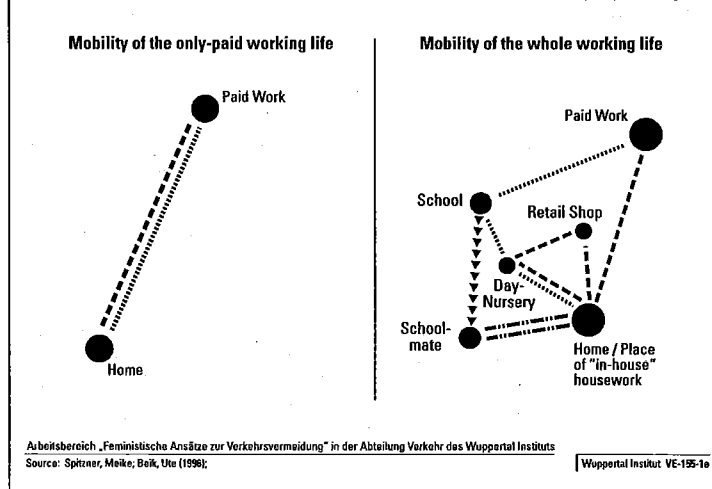 Mobility of the only-paid working life
Paid Work
Home
Mobility of the whole working life
Paid Work
School
Retail Shop
Day-
Nursery
School-
mate
Home / Place
of "in-house"
housework
Arbeitsbereich „Feministische Ansätze zur Verkehrsvermeidung" in der Abteilung Verkehr des Wuppertal Instituts
Source: Spitzner, Meike; Beik, Ute (1996);
Wuppertal Institut VE-155-1e